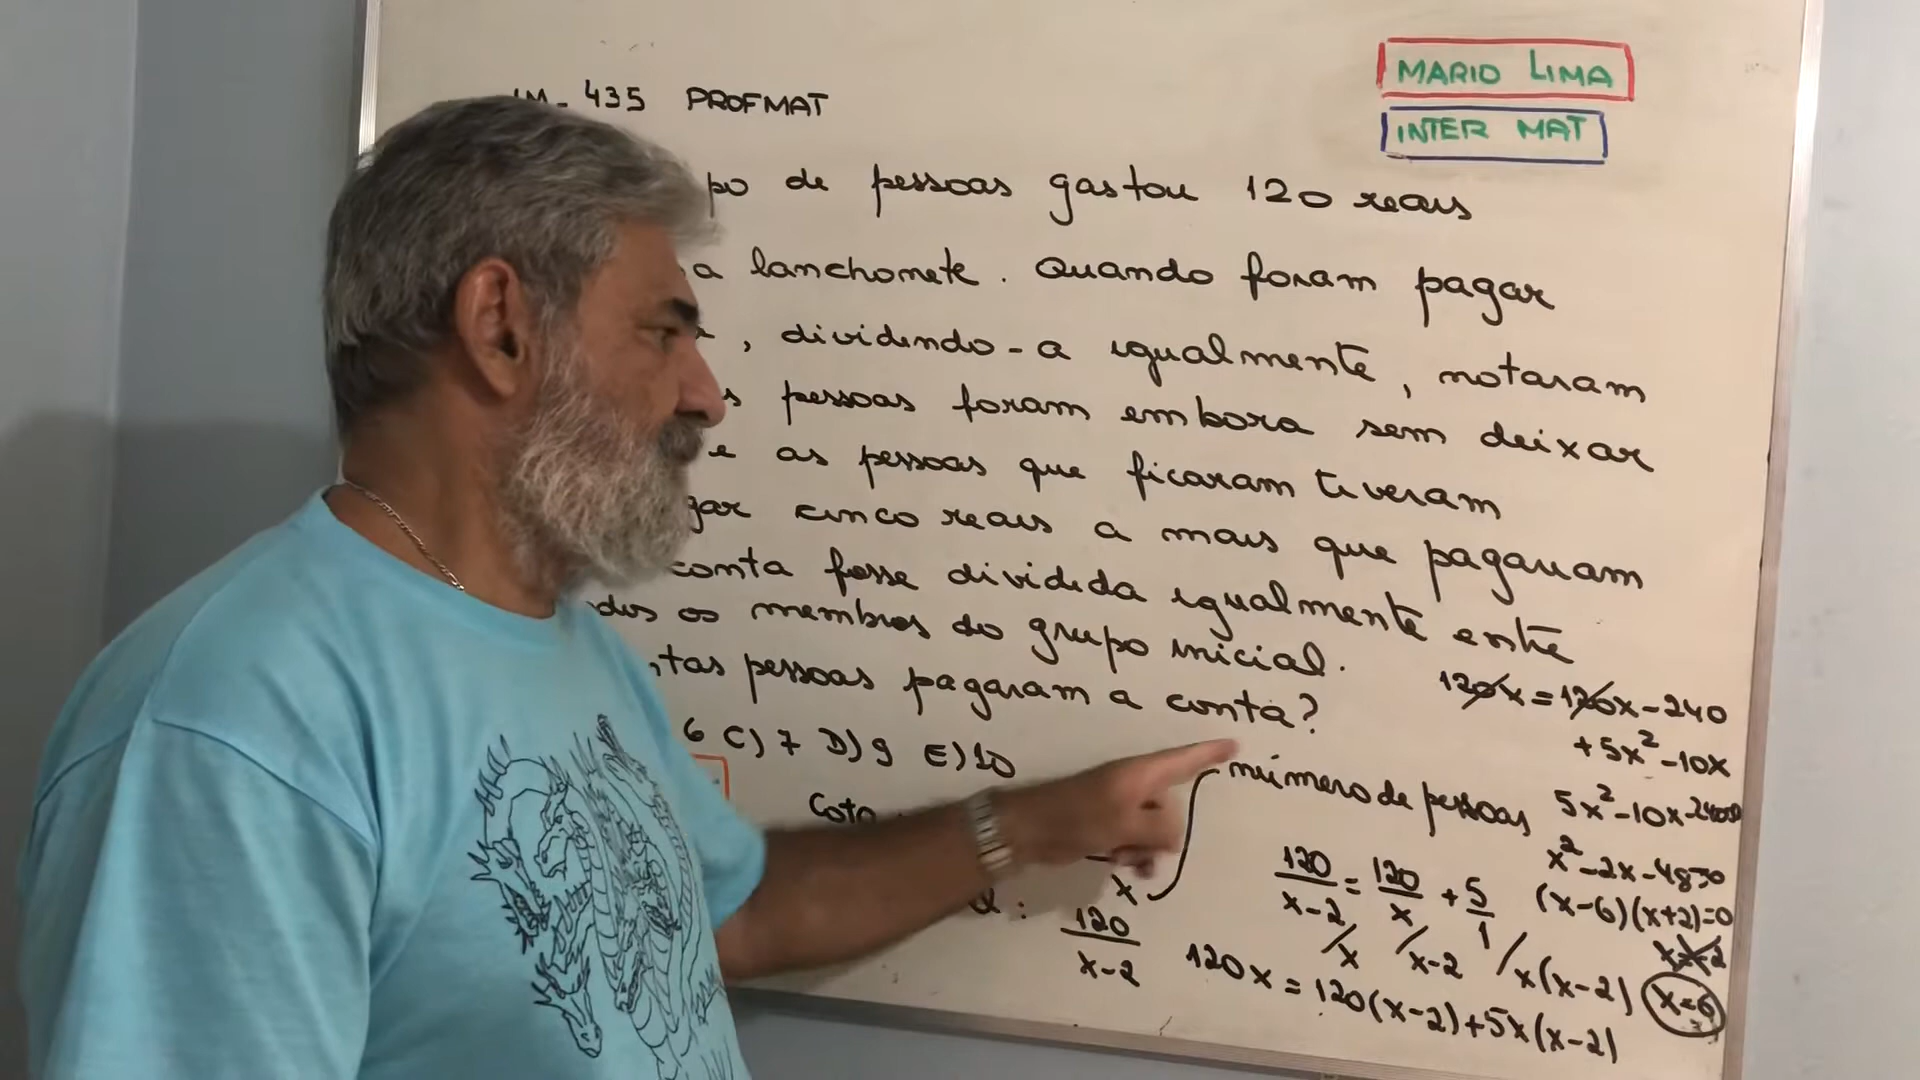 435 PROFMAT
MARIO LIMA
INTER MAT
po de pessoas gastou 120 reais
a lanchonete. Quando foram pagar
, dividindo-a igualmente, notaram
s pessoas foram embora sem deixar
e as pessoas que ficaram tiveram
gar cinco reais a mais que pagariam
conta fosse dividida igualmente entre
dos os membros do grupo inicial.
ntas pessoas pagaram a conta?
6 C) 7 D) 9 E) 10
Cota
número de pessoas
x
120/(x-2)
120/(x-2) = 120/x + 5/1
/x /x-2 /x(x-2)
120x = 120(x-2)+5x(x-2)
120x = 120x - 240
+5x² - 10x
5x² - 10x - 240=0
x² - 2x - 48=0
(x-6)(x+2)=0
x=-2
x=6